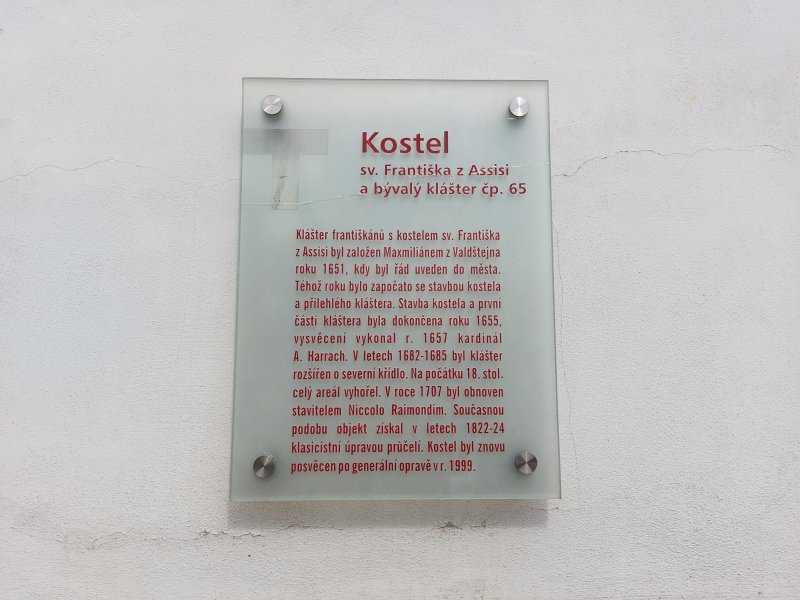 T
Kostel
sv. Františka z Assisi
a bývalý klášter čp. 65
Klášter františkánů s kostelem sv. Františka
z Assisi byl založen Maxmiliánem z Valdštejna
roku 1651, kdy byl řád uveden do města.
Téhož roku bylo započato se stavbou kostela
a přilehlého kláštera. Stavba kostela a první
části kláštera byla dokončena roku 1655,
vysvěcení vykonal r. 1657 kardinál
A. Harrach. V letech 1682-1685 byl klášter
rozšířen o severní křídlo. Na počátku 18. stol.
celý areál vyhořel. V roce 1707 byl obnoven
stavitelem Niccolo Raimondim. Současnou
podobu objekt získal v letech 1822-24
klasicistní úpravou průčelí. Kostel byl znovu
posvěcen po generální opravě v r. 1999.